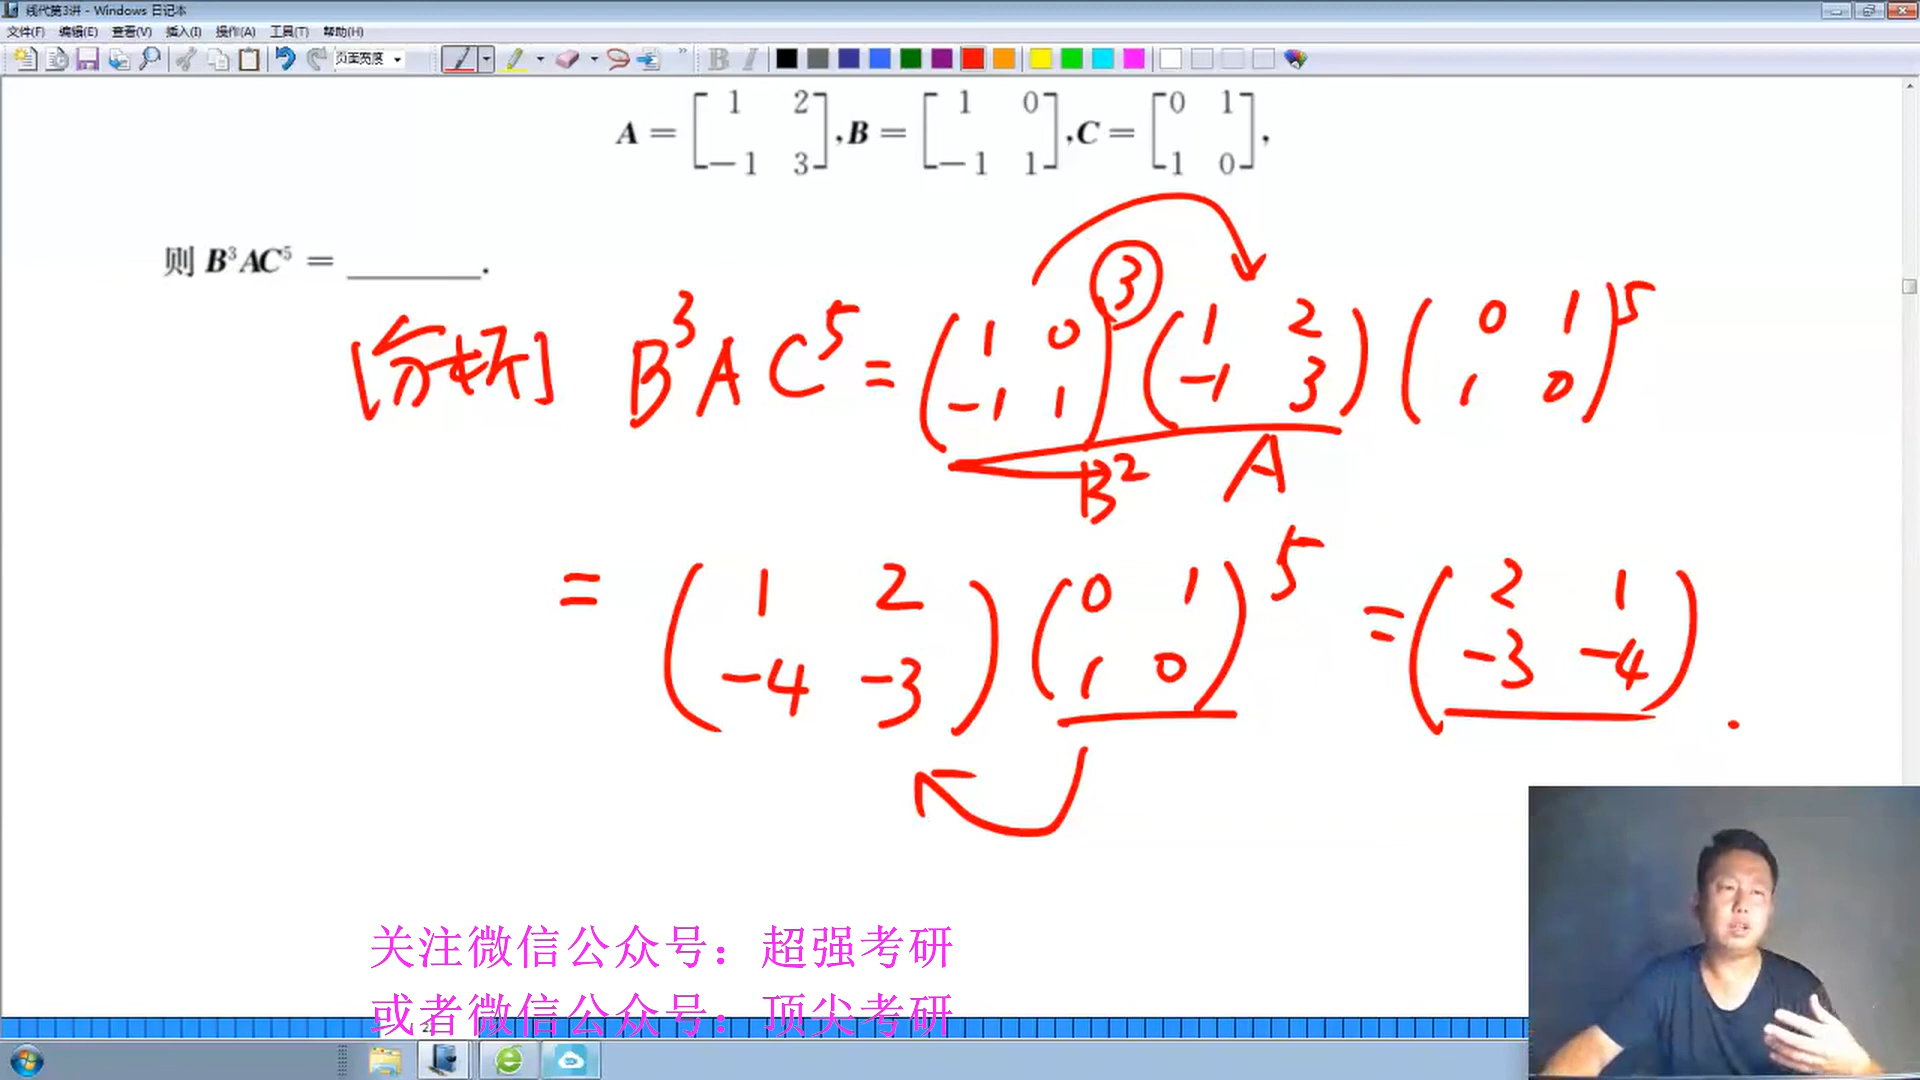 线代第3讲 - Windows 日记本
文件(F) 编辑(E) 查看(V) 插入(I) 操作(A) 工具(T) 帮助(H)
页面宽度
A = [ 1 2 ; -1 3 ], B = [ 1 0 ; -1 1 ], C = [ 0 1 ; 1 0 ],
则 B³AC⁵ = ________.
[分析] B³AC⁵ = ( 1 0 ; -1 1 )³ ( 1 2 ; -1 3 ) ( 0 1 ; 1 0 )⁵
B² A
= ( 1 2 ; -4 -3 ) ( 0 1 ; 1 0 )⁵ = ( 2 1 ; -3 -4 ) .
关注微信公众号：超强考研
或者微信公众号：顶尖考研